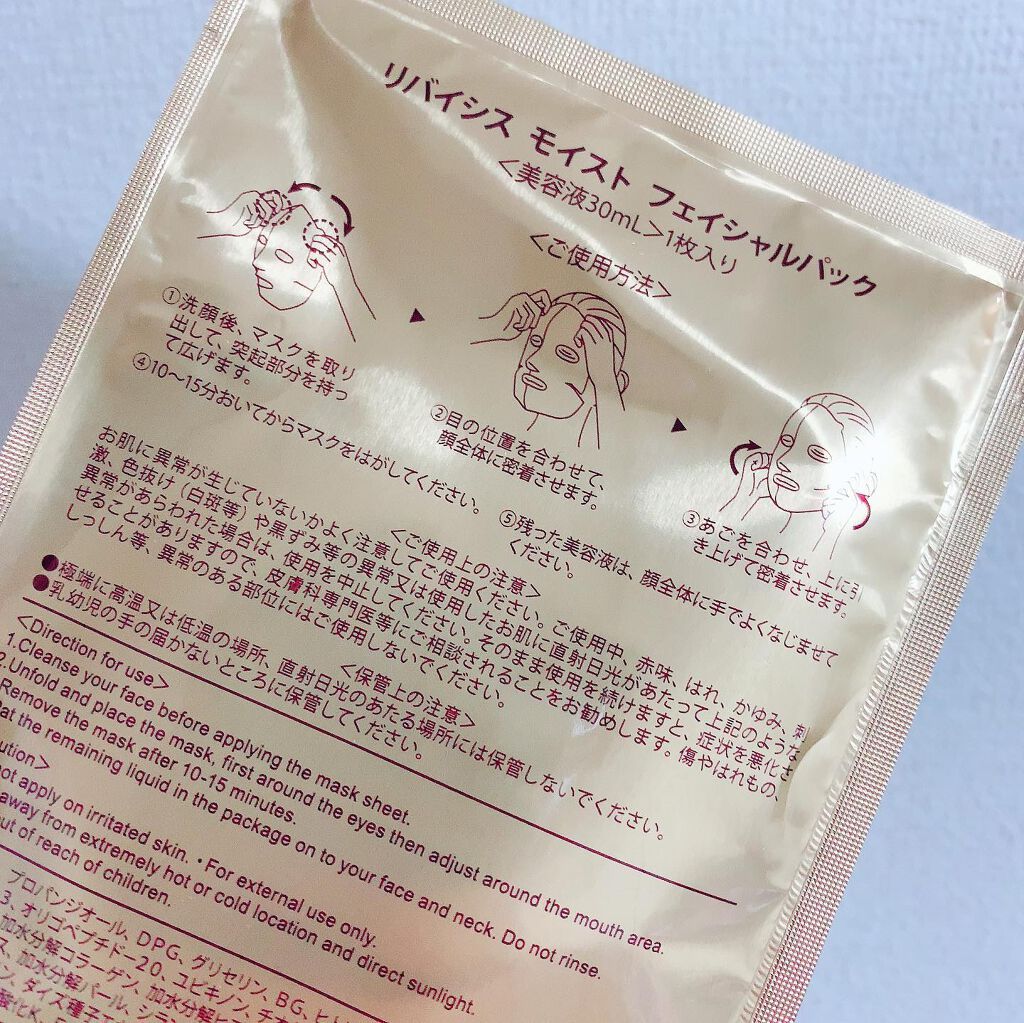 リバイシス モイスト フェイシャルパック
<美容液30mL>1枚入り
<ご使用方法>
①洗顔後、マスクを取り
出して、突起部分を持っ
て広げます。
②目の位置を合わせて、
顔全体に密着させます。
③あごを合わせ、上に引
き上げて密着させます。
④10〜15分おいてからマスクをはがしてください。
⑤残った美容液は、顔全体に手でよくなじませて
ください。
<ご使用上の注意>
お肌に異常が生じていないかよく注意してご使用ください。ご使用中、赤味、はれ、かゆみ、刺
激、色抜け(白斑等)や黒ずみ等の異常又は使用したお肌に直射日光があたって上記のような
異常があらわれた場合は、使用を中止してください。そのまま使用を続けますと、症状を悪化さ
せることがありますので、皮膚科専門医等にご相談されることをお勧めします。傷やはれもの、
しっしん等、異常のある部位にはご使用しないでください。
<保管上の注意>
●極端に高温又は低温の場所、直射日光のあたる場所には保管しないでください。
●乳幼児の手の届かないところに保管してください。
<Direction for use>
1.Cleanse your face before applying the mask sheet.
2.Unfold and place the mask, first around the eyes then adjust around the mouth area.
Remove the mask after 10-15 minutes.
Pat the remaining liquid in the package on to your face and neck. Do not rinse.
not apply on irritated skin. •For external use only.
away from extremely hot or cold location and direct sunlight.
out of reach of children.
プロパンジオール、DPG、グリセリン、BG、
3、オリゴペプチド-20、ユビキノン、
加水分解コラーゲン、
加水分解パール、